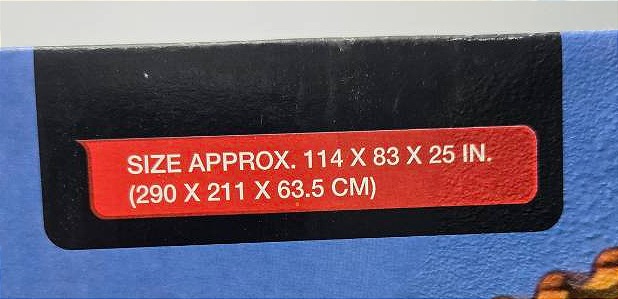 SIZE APPROX. 114 X 83 X 25 IN.
(290 X 211 X 63.5 CM)